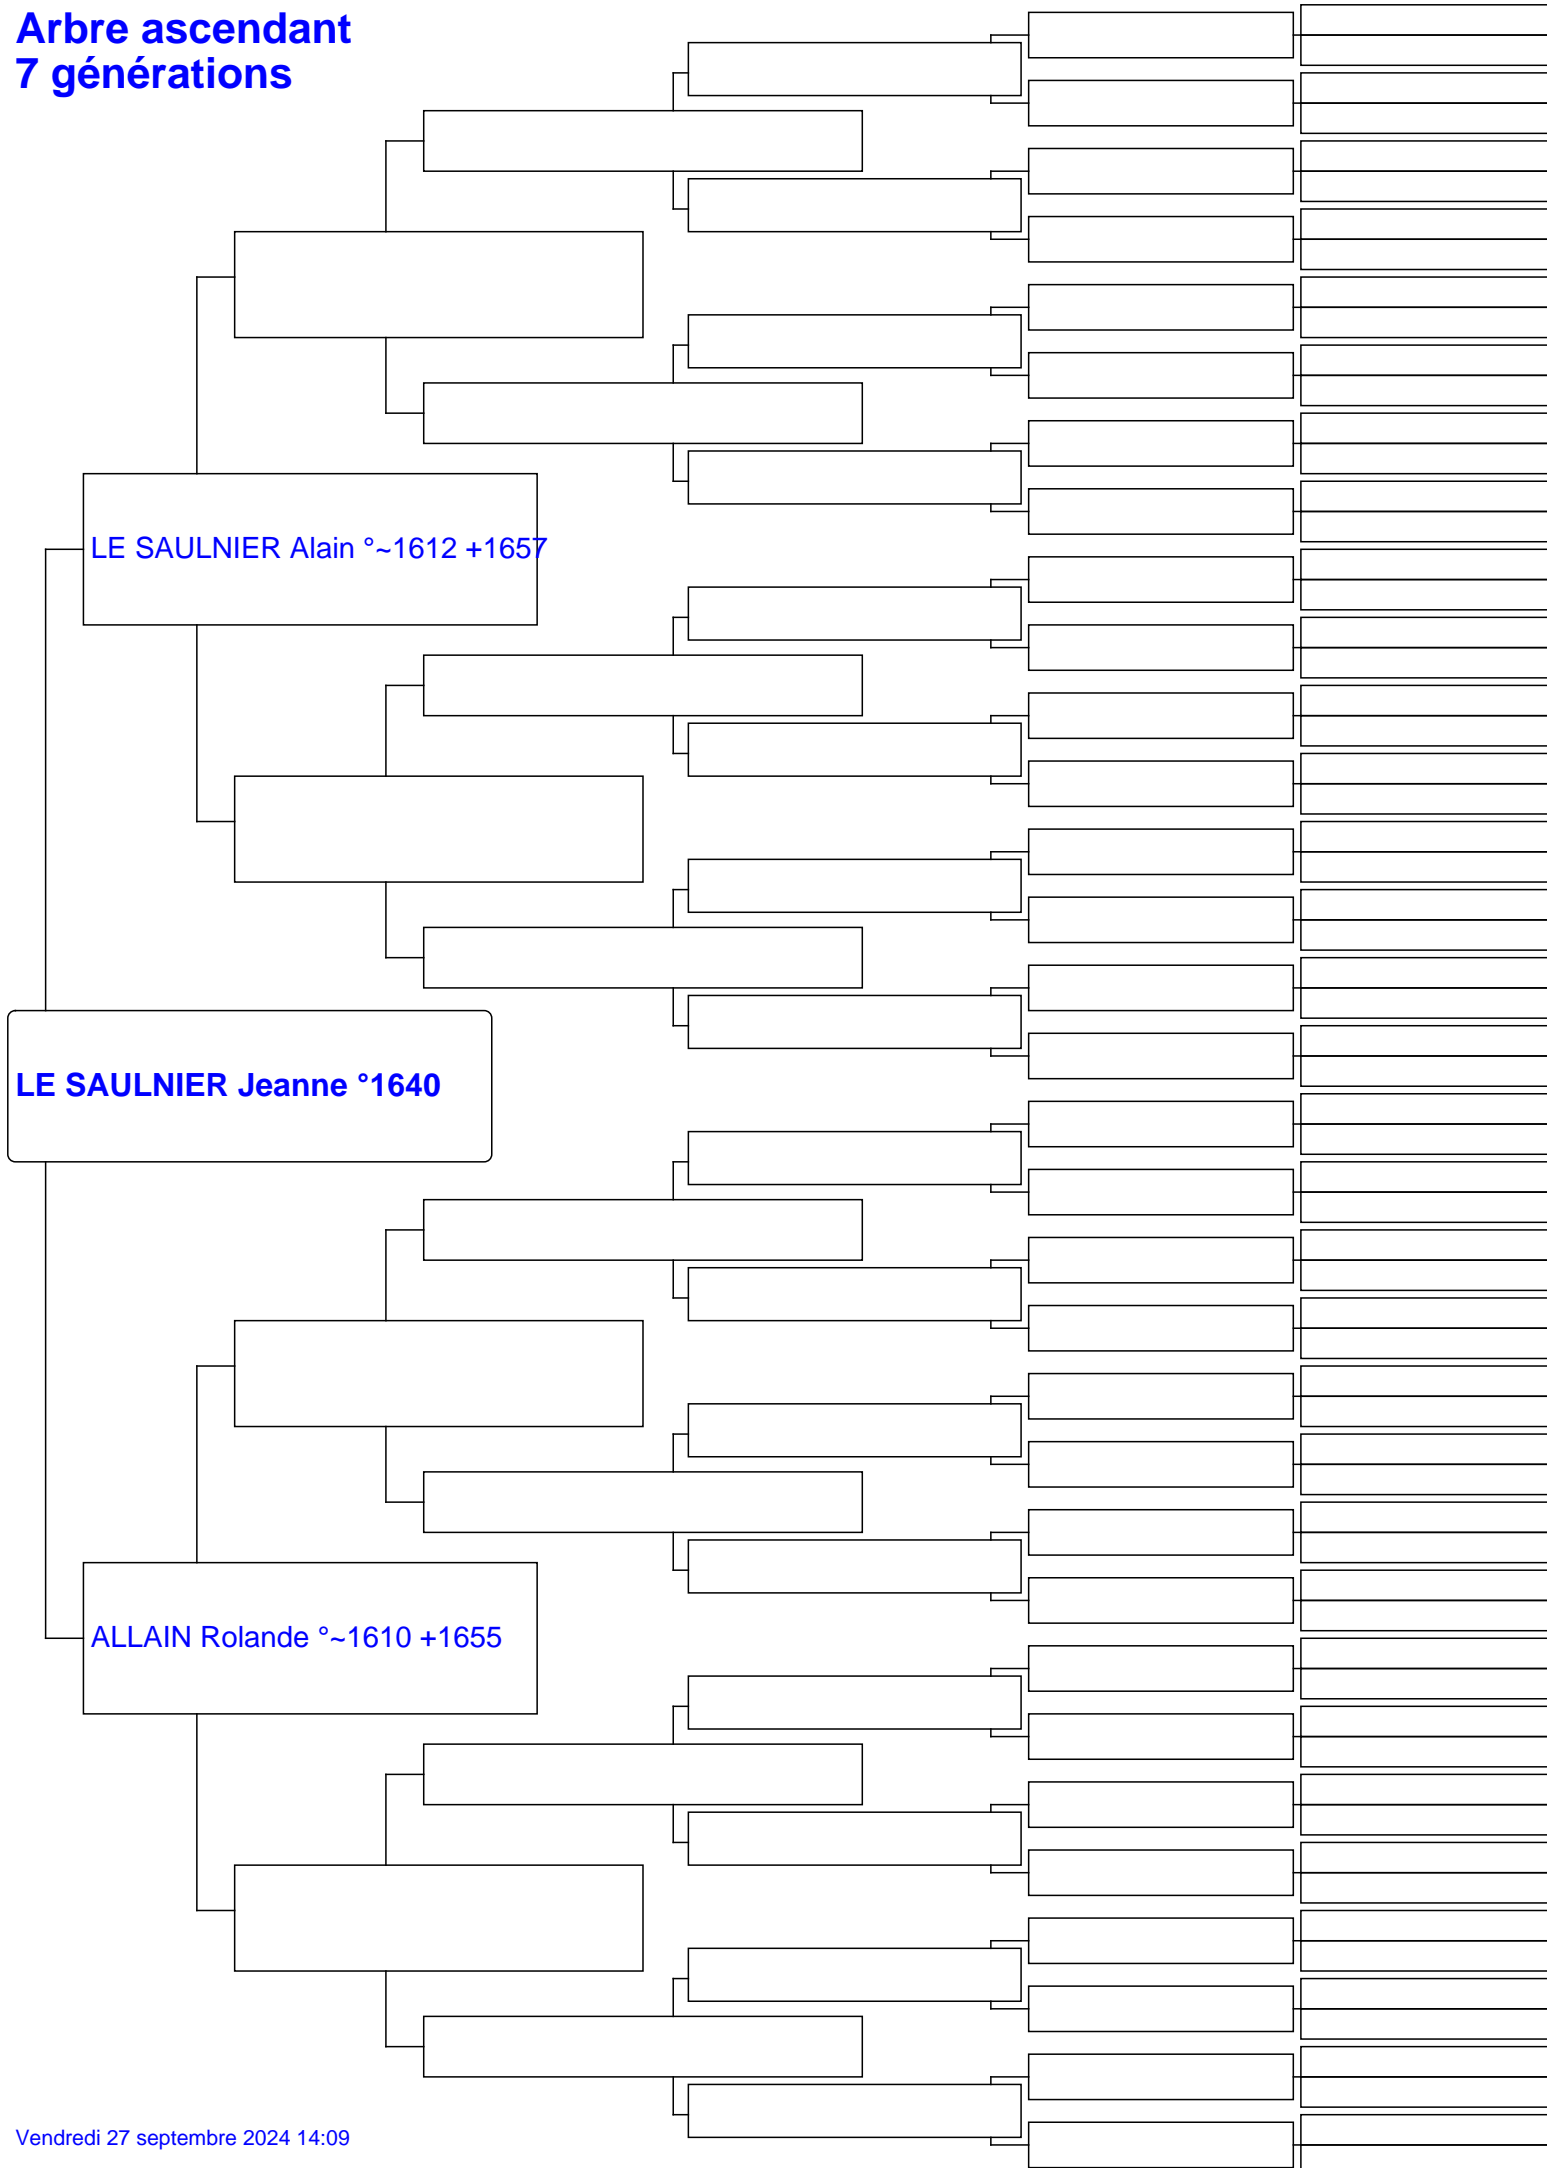 Arbre ascendant
7 générations
LE SAULNIER Alain °~1612 +1657
LE SAULNIER Jeanne °1640
ALLAIN Rolande °~1610 +1655
Vendredi 27 septembre 2024 14:09